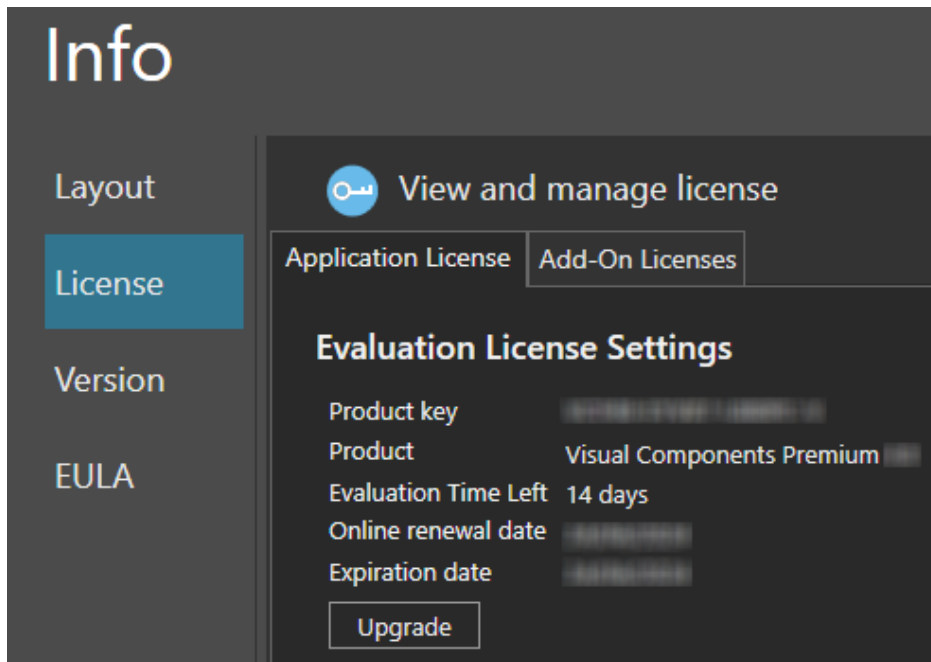 Info
Layout
License
Version
EULA
View and manage license
Application License
Add-On Licenses
Evaluation License Settings
Product key
Product Visual Components Premium
Evaluation Time Left 14 days
Online renewal date
Expiration date
Upgrade